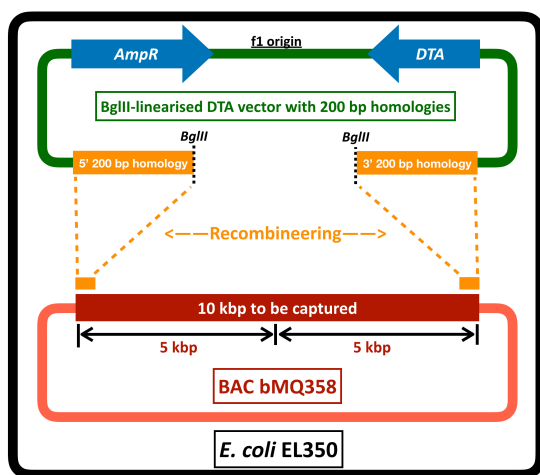 f1 origin
AmpR
DTA
BglII-linearised DTA vector with 200 bp homologies
BglII
BglII
5' 200 bp homology
3' 200 bp homology
<——Recombineering——>
10 kbp to be captured
5 kbp
5 kbp
BAC bMQ358
E. coli EL350